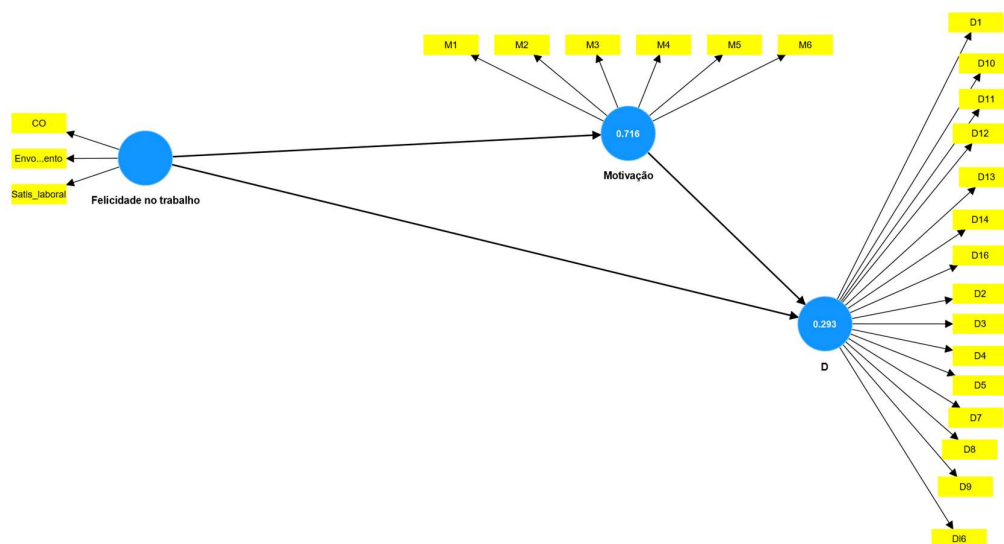 M1
M2
M3
M4
M5
M6
D1
D10
D11
D12
D13
D14
D16
D2
D3
D4
D5
D7
D8
D9
DI6
CO
Envo...ento
Satis_laboral
Felicidade no trabalho
0.716
Motivação
0.293
D